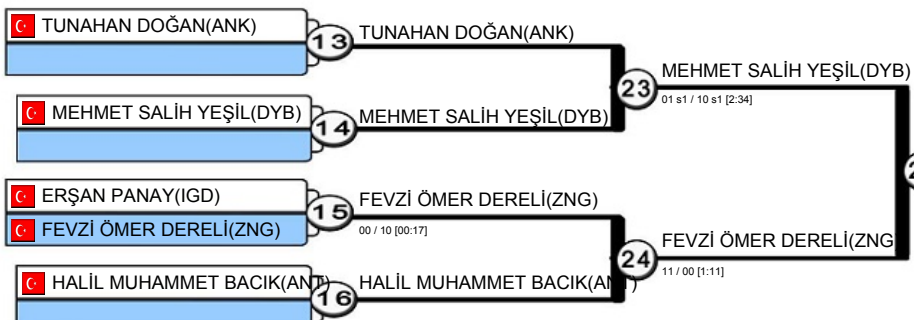 TUNAHAN DOĞAN(ANK)
13
TUNAHAN DOĞAN(ANK)
23
MEHMET SALİH YEŞİL(DYB)
01 s1 / 10 s1 [2:34]
MEHMET SALİH YEŞİL(DYB)
14
MEHMET SALİH YEŞİL(DYB)
ERŞAN PANAY(IGD)
FEVZİ ÖMER DERELİ(ZNG)
15
FEVZİ ÖMER DERELİ(ZNG)
00 / 10 [00:17]
24
FEVZİ ÖMER DERELİ(ZNG
11 / 00 [1:11]
HALİL MUHAMMET BACIK(ANT)
16
HALİL MUHAMMET BACIK(ANT)